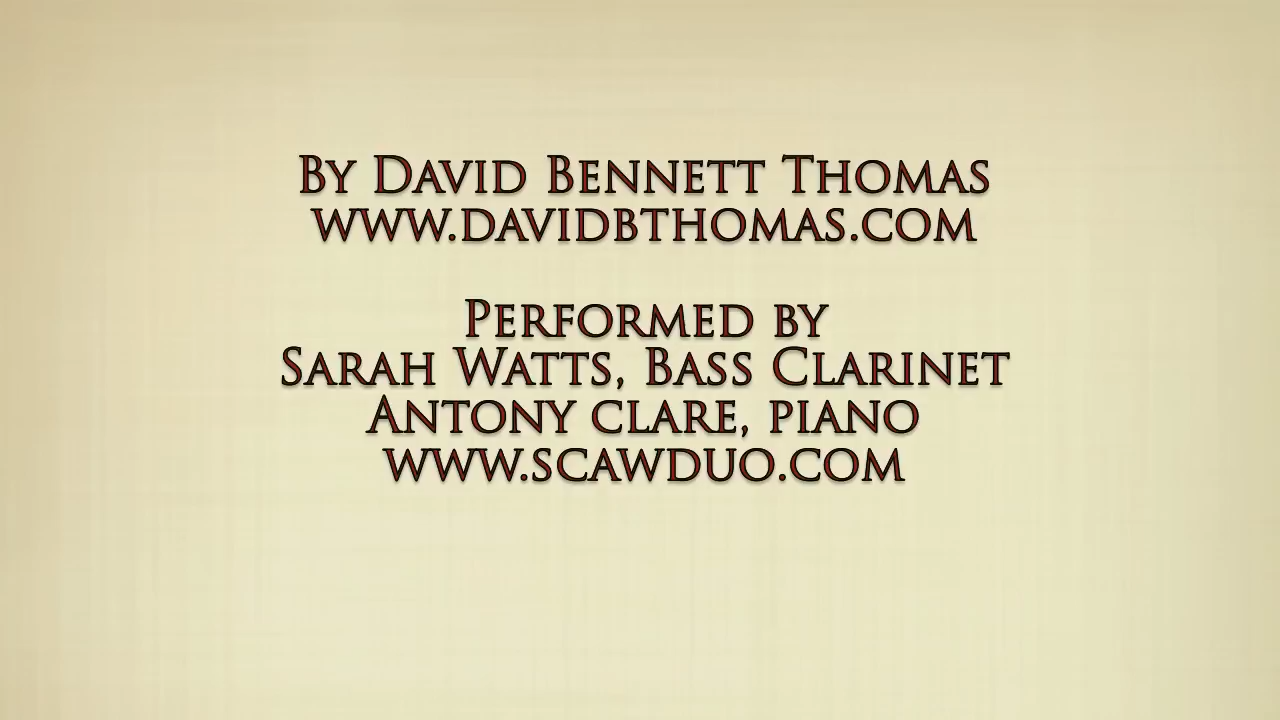 By David Bennett Thomas
www.davidbthomas.com
Performed by
Sarah Watts, Bass Clarinet
Antony clare, piano
www.scawduo.com